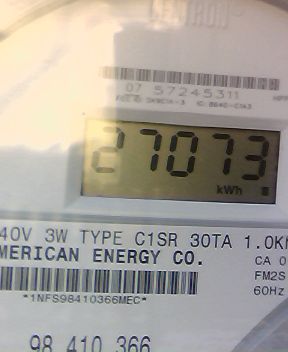 07 57245311
27073
kWh
40V 3W TYPE C1SR 30TA 1.0K
MERICAN ENERGY CO.
CA 0
FM2S
60Hz
*1NFS98410366MEC*
98 410 366